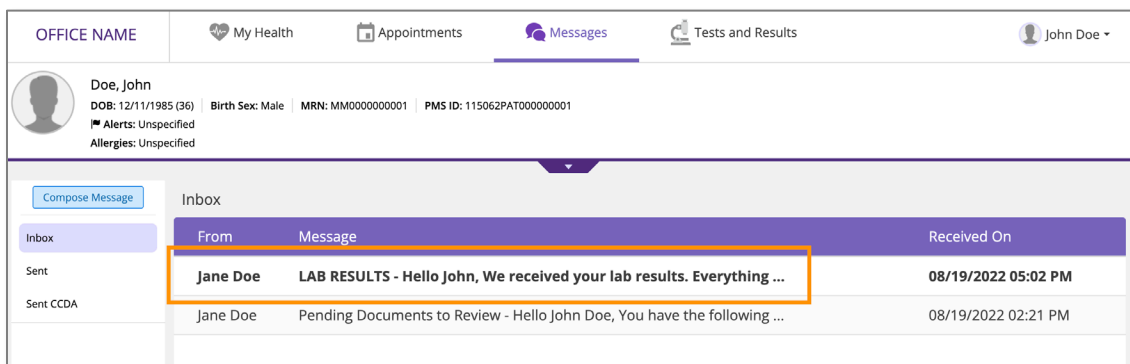 OFFICE NAME My Health Appointments Messages Tests and Results John Doe
Doe, John
DOB: 12/11/1985 (36) Birth Sex: Male MRN: MM0000000001 PMS ID: 115062PAT000000001
Alerts: Unspecified
Allergies: Unspecified
Compose Message
Inbox
Sent
Sent CCDA
Inbox
From Message Received On
Jane Doe LAB RESULTS - Hello John, We received your lab results. Everything ... 08/19/2022 05:02 PM
Jane Doe Pending Documents to Review - Hello John Doe, You have the following ... 08/19/2022 02:21 PM